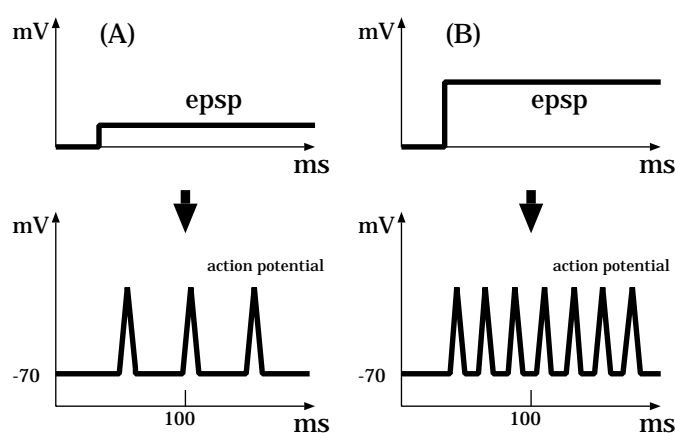 mV (A)
epsp
ms
mV (B)
epsp
ms
mV
action potential
-70
100
ms
mV
action potential
-70
100
ms